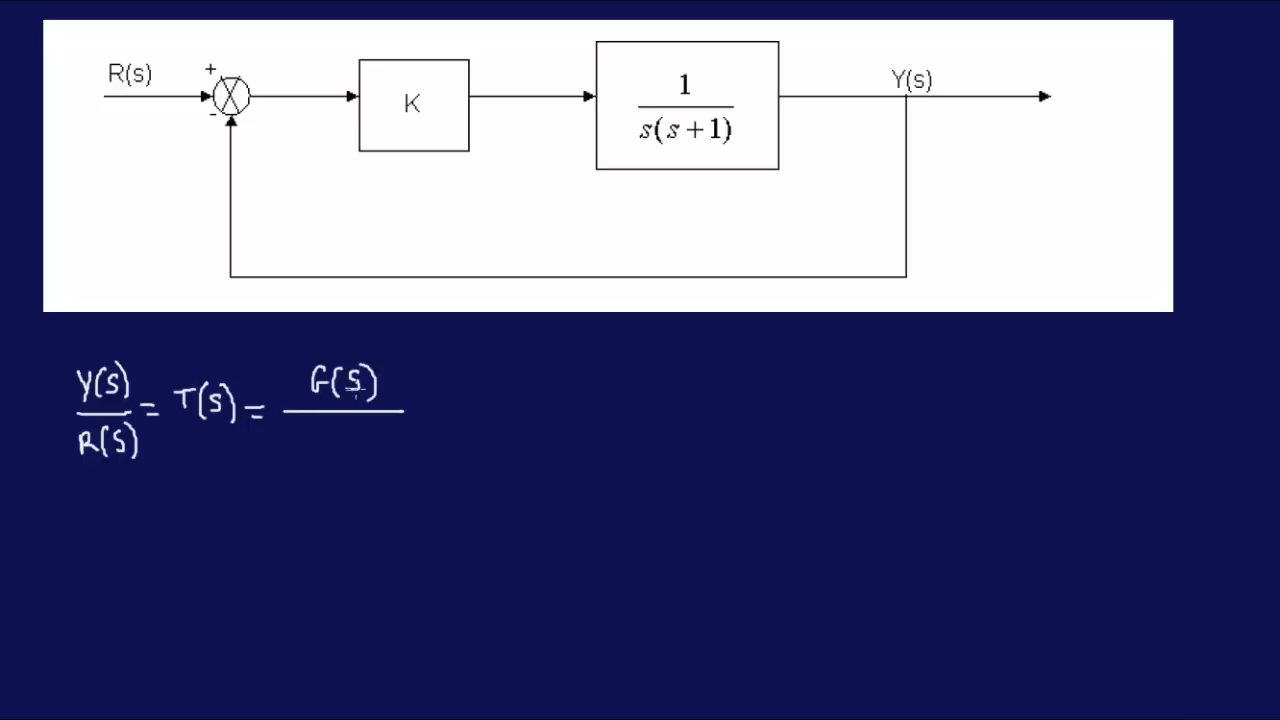 R(s) + - K 1 Y(s)
s(s+1)
Y(s) = T(s) = G(s)
R(s)